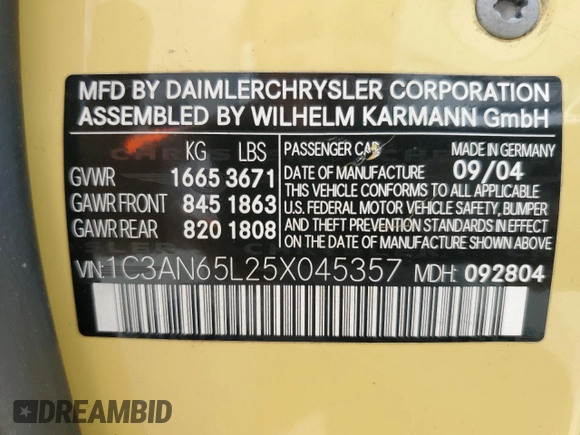 MFD BY DAIMLERCHRYSLER CORPORATION
ASSEMBLED BY WILHELM KARMANN GmbH
KG LBS
GVWR 1665 3671
GAWR FRONT 845 1863
GAWR REAR 820 1808
PASSENGER CAR MADE IN GERMANY
DATE OF MANUFACTURE 09/04
THIS VEHICLE CONFORMS TO ALL APPLICABLE
U.S. FEDERAL MOTOR VEHICLE SAFETY, BUMPER
AND THEFT PREVENTION STANDARDS IN EFFECT
ON THE DATE OF MANUFACTURE SHOWN ABOVE
VIN: 1C3AN65L25X045357 MDH: 092804
DREAMBID